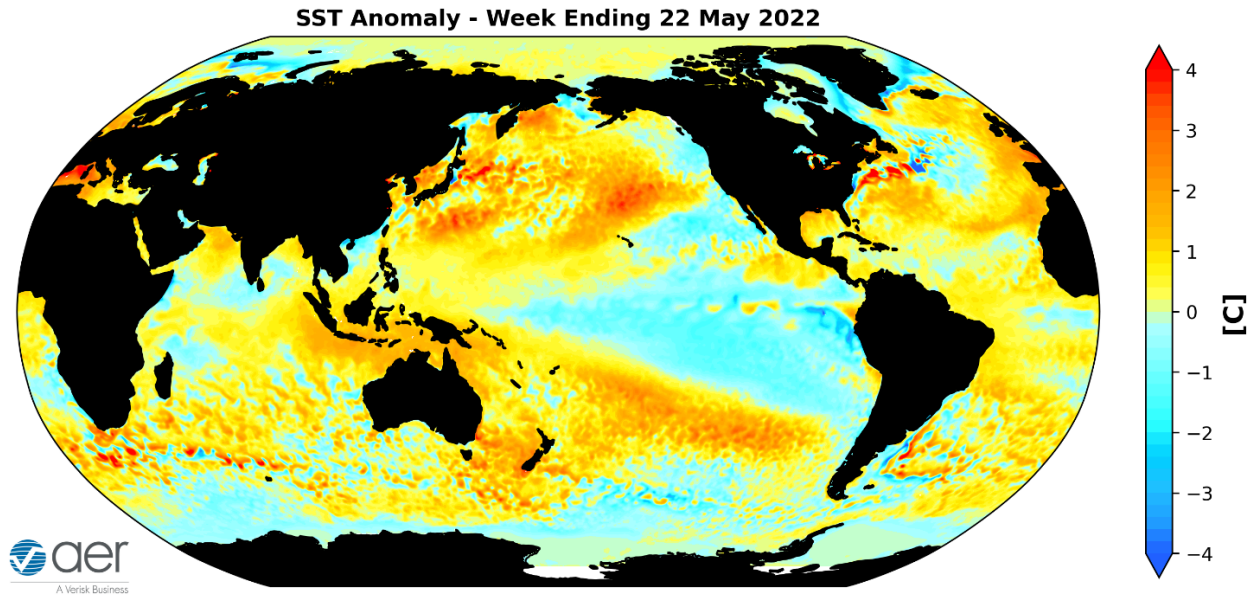 SST Anomaly - Week Ending 22 May 2022
4
3
2
1
0
−1
−2
−3
−4
[C]
aer
A Verisk Business